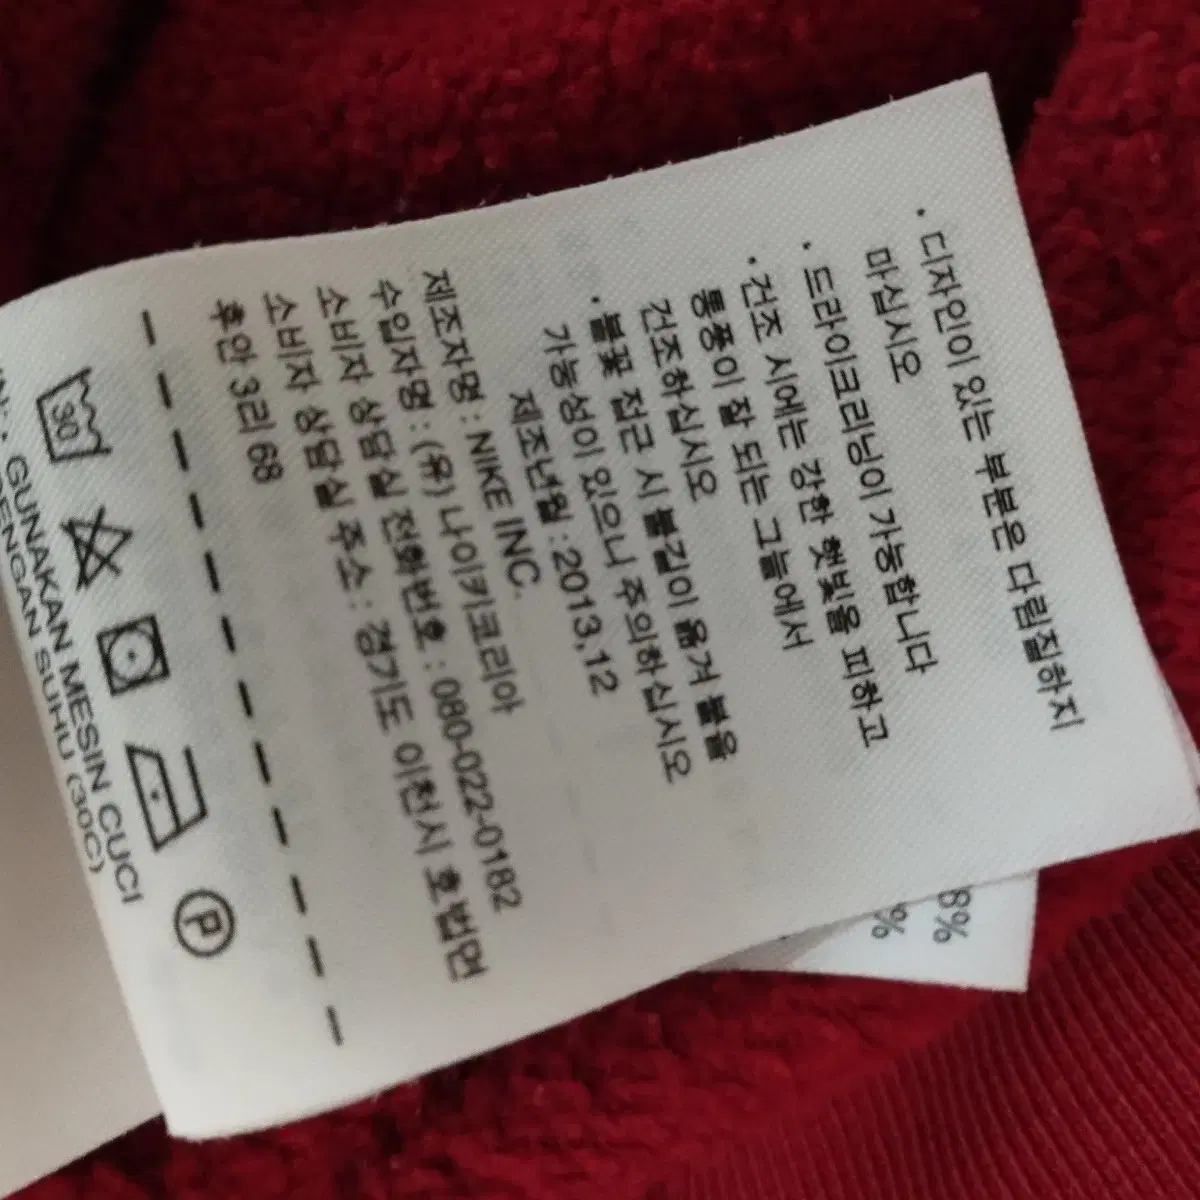 · 디자인이 있는 부분은 다림질하지
마십시오
· 드라이크리닝이 가능합니다
· 건조 시에는 강한 햇빛을 피하고
통풍이 잘 되는 그늘에서
건조하십시오
· 불꽃 접근 시 불길이 옮겨 붙을
가능성이 있으니 주의하십시오
제조년월 : 2013,12
제조자명 : NIKE INC.
수입자명 : (유) 나이키코리아
소비자 상담실 전화번호 : 080-022-0182
소비자 상담실 주소 : 경기도 이천시 호법면
후안 3리 68
30
P
GUNAKAN MESIN CUCI
DENGAN SUHU (30C)
8%
%